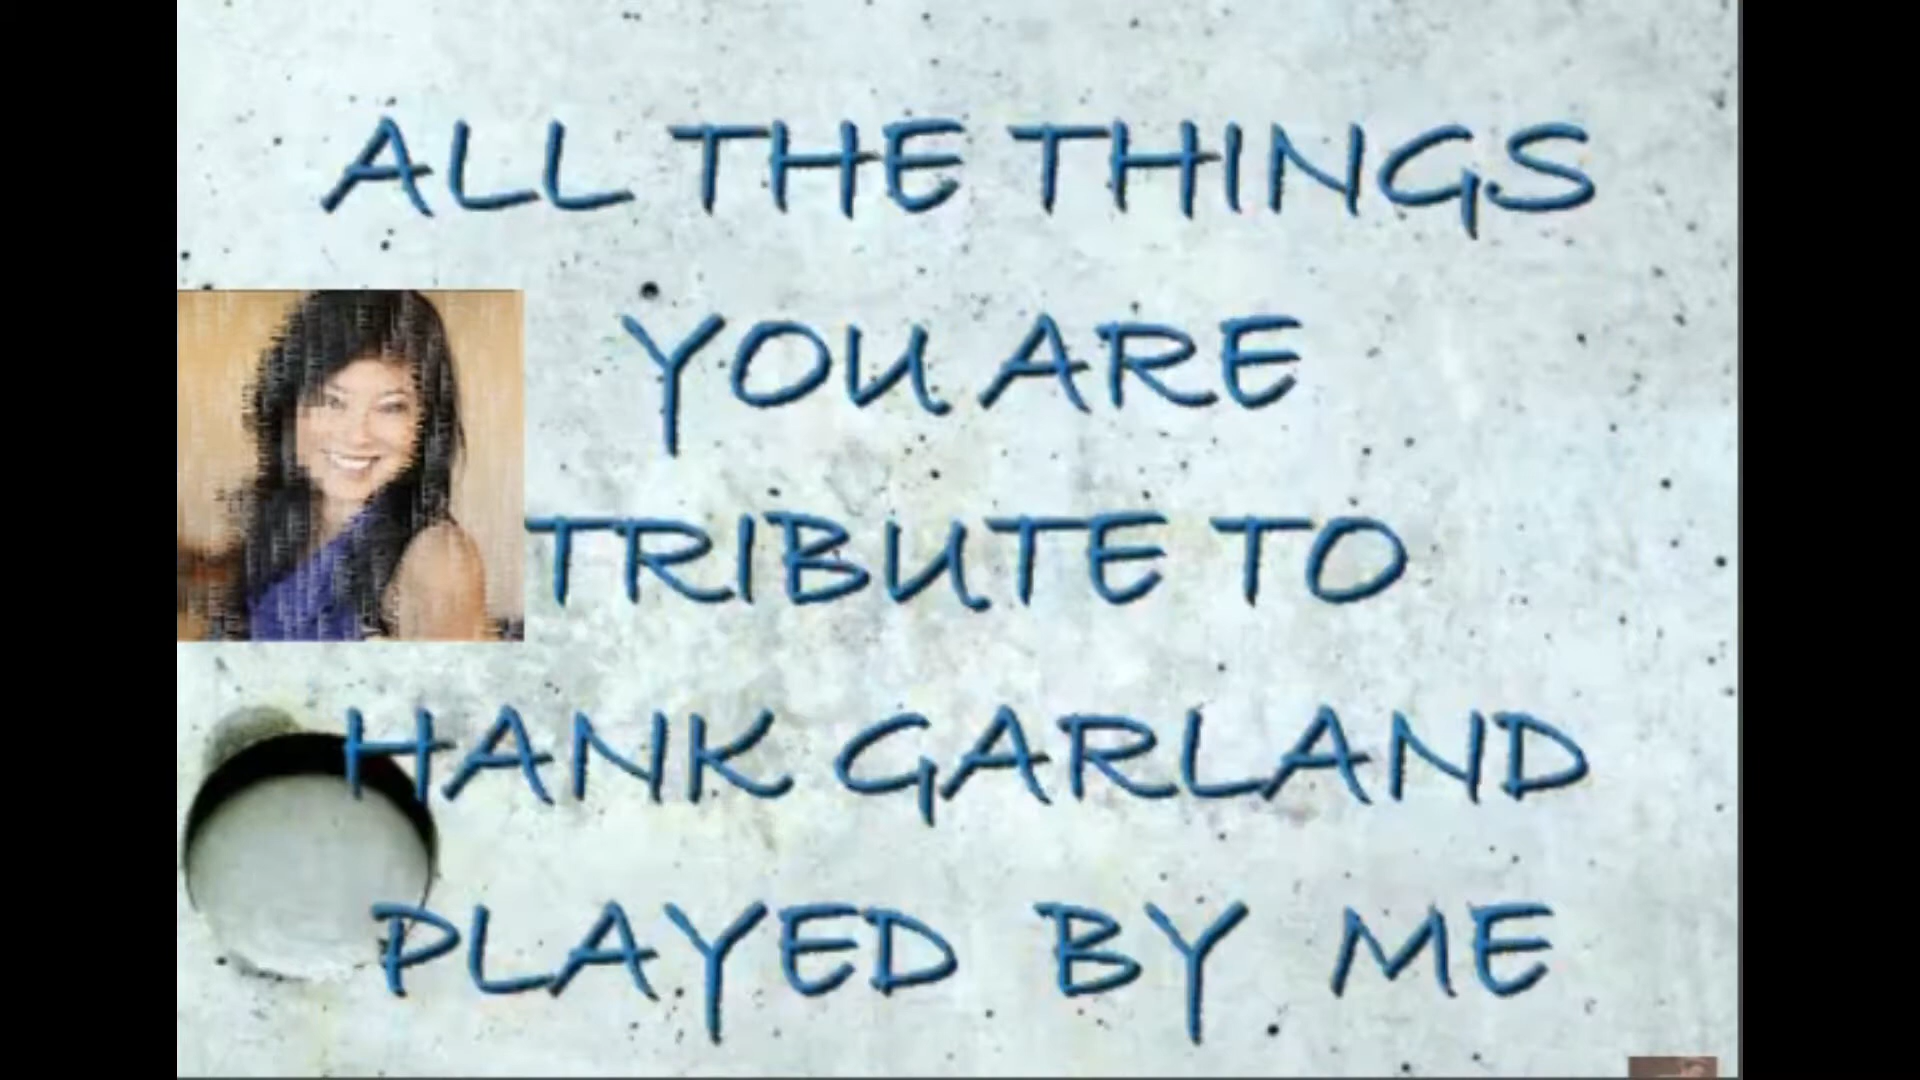 ALL THE THINGS
YOU ARE
TRIBUTE TO
HANK GARLAND
PLAYED BY ME